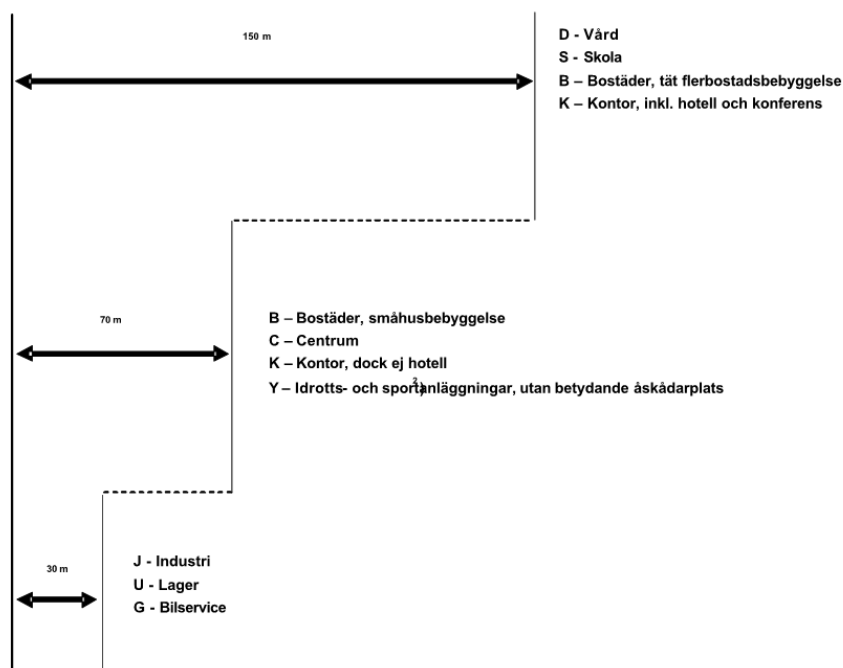 150 m
D - Vård
S - Skola
B – Bostäder, tät flerbostadsbebyggelse
K – Kontor, inkl. hotell och konferens
70 m
B – Bostäder, småhusbebyggelse
C – Centrum
K – Kontor, dock ej hotell
Y – Idrotts- och sportanläggningar, utan betydande åskådarplats 2)
30 m
J - Industri
U - Lager
G - Bilservice